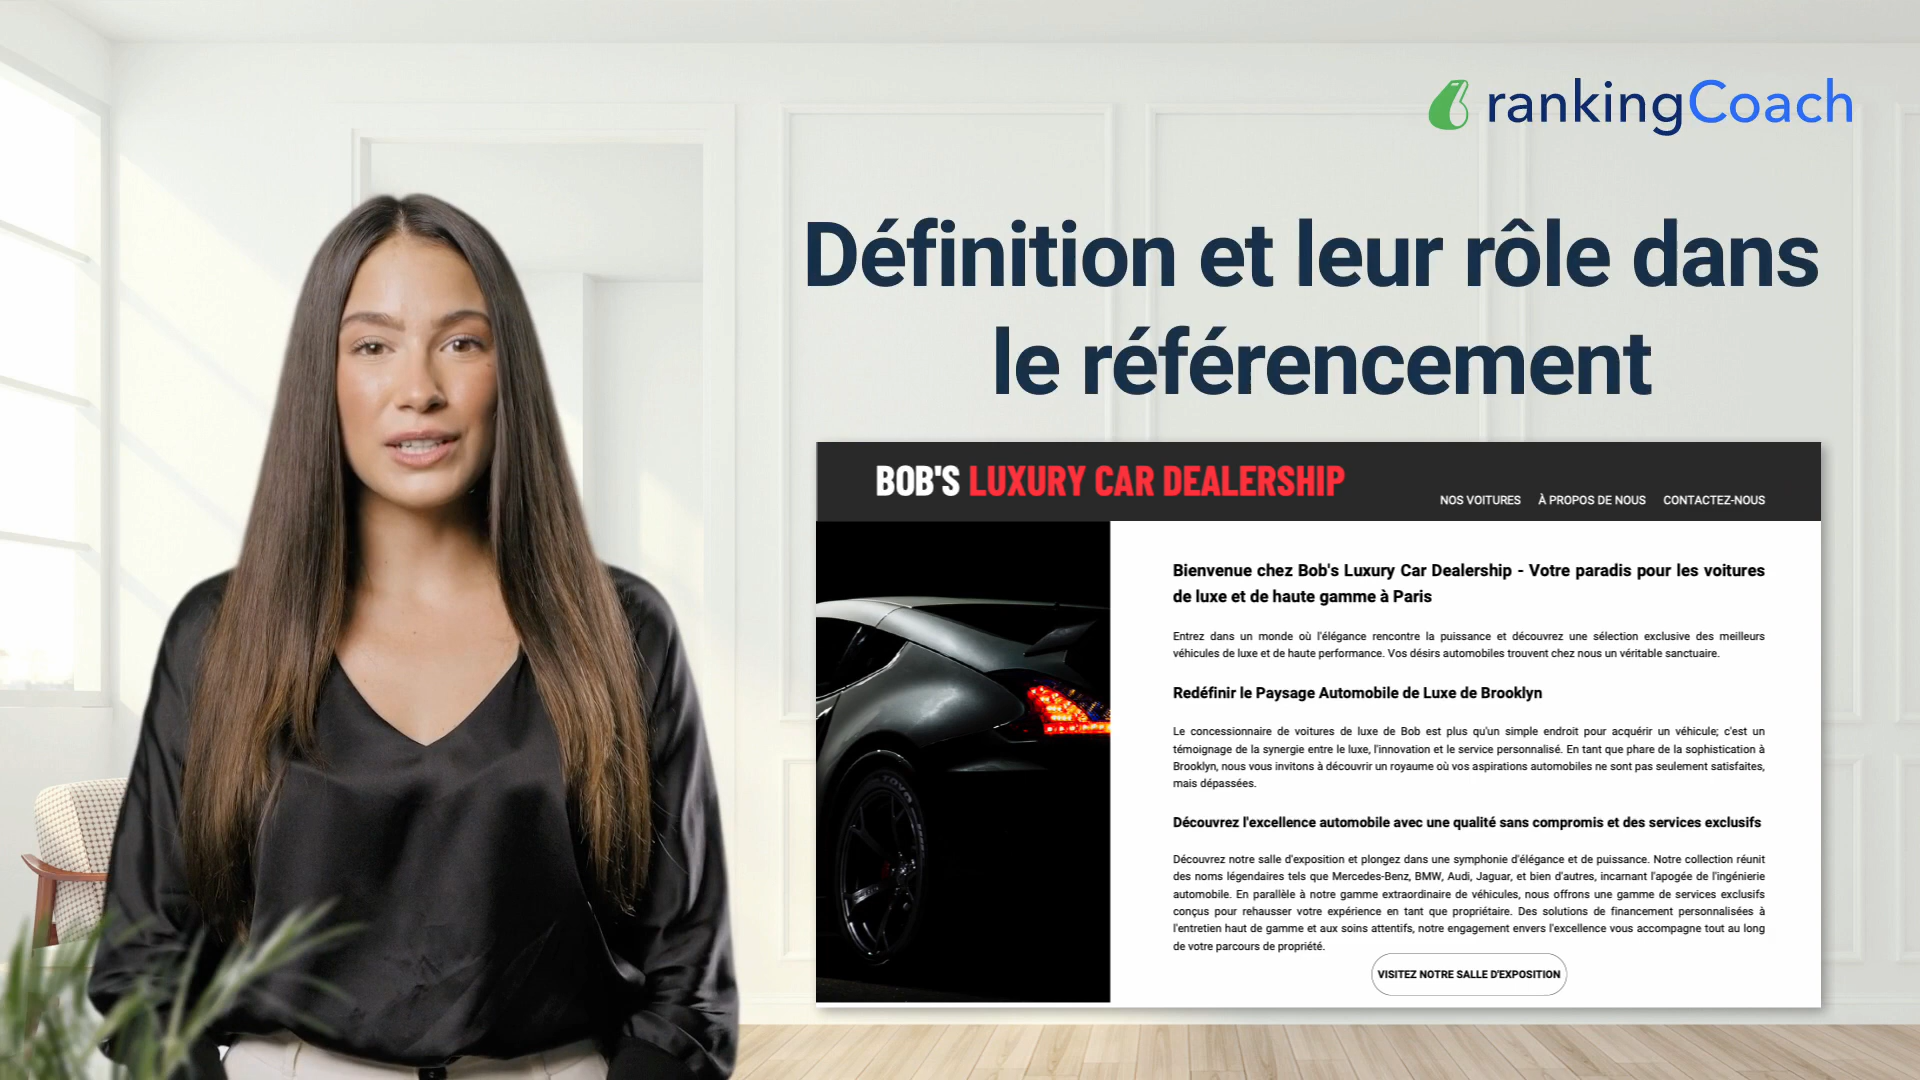 rankingCoach
Définition et leur rôle dans
le référencement
BOB'S LUXURY CAR DEALERSHIP
NOS VOITURES À PROPOS DE NOUS CONTACTEZ-NOUS
Bienvenue chez Bob's Luxury Car Dealership - Votre paradis pour les voitures
de luxe et de haute gamme à Paris
Entrez dans un monde où l'élégance rencontre la puissance et découvrez une sélection exclusive des meilleurs
véhicules de luxe et de haute performance. Vos désirs automobiles trouvent chez nous un véritable sanctuaire.
Redéfinir le Paysage Automobile de Luxe de Brooklyn
Le concessionnaire de voitures de luxe de Bob est plus qu'un simple endroit pour acquérir un véhicule; c'est un
témoignage de la synergie entre le luxe, l'innovation et le service personnalisé. En tant que phare de la sophistication à
Brooklyn, nous vous invitons à découvrir un royaume où vos aspirations automobiles ne sont pas seulement satisfaites,
mais dépassées.
Découvrez l'excellence automobile avec une qualité sans compromis et des services exclusifs
Découvrez notre salle d'exposition et plongez dans une symphonie d'élégance et de puissance. Notre collection réunit
des noms légendaires tels que Mercedes-Benz, BMW, Audi, Jaguar, et bien d'autres, incarnant l'apogée de l'ingénierie
automobile. En parallèle à notre gamme extraordinaire de véhicules, nous offrons une gamme de services exclusifs
conçus pour rehausser votre expérience en tant que propriétaire. Des solutions de financement personnalisées à
l'entretien haut de gamme et aux soins attentifs, notre engagement envers l'excellence vous accompagne tout au long
de votre parcours de propriété.
VISITEZ NOTRE SALLE D'EXPOSITION
TOYO